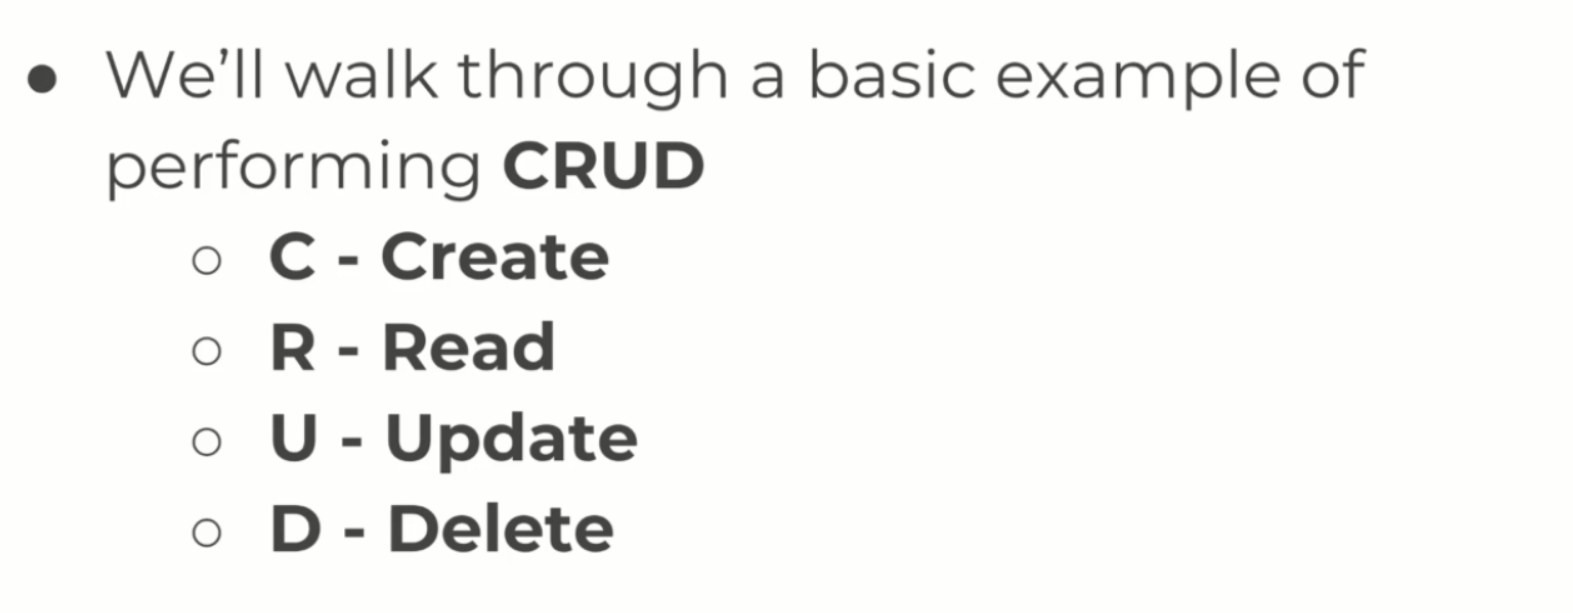 ● We'll walk through a basic example of
performing CRUD
○ C - Create
○ R - Read
○ U - Update
○ D - Delete